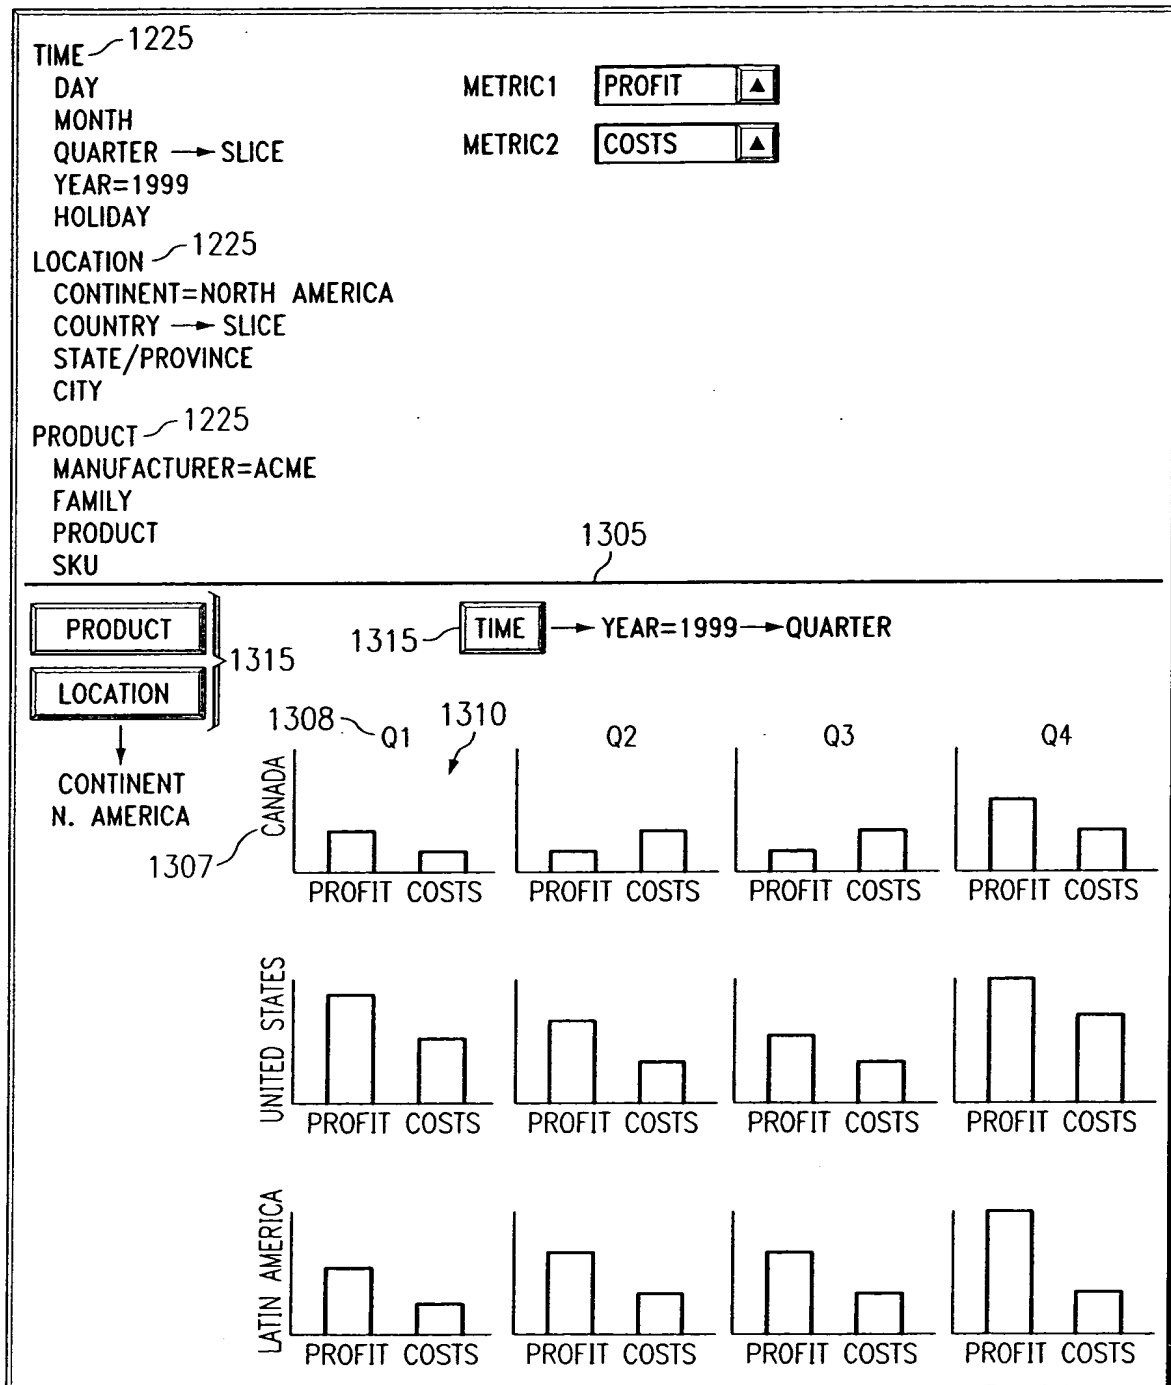 TIME 1225
DAY
MONTH
QUARTER → SLICE
YEAR=1999
HOLIDAY
METRIC1 PROFIT
METRIC2 COSTS
LOCATION 1225
CONTINENT=NORTH AMERICA
COUNTRY → SLICE
STATE/PROVINCE
CITY
PRODUCT 1225
MANUFACTURER=ACME
FAMILY
PRODUCT
SKU
1305
PRODUCT
LOCATION
1315
CONTINENT
N. AMERICA
1315 TIME → YEAR=1999 → QUARTER
1308 Q1 1310 Q2 Q3 Q4
CANADA
1307
PROFIT COSTS PROFIT COSTS PROFIT COSTS PROFIT COSTS
UNITED STATES
PROFIT COSTS PROFIT COSTS PROFIT COSTS PROFIT COSTS
LATIN AMERICA
PROFIT COSTS PROFIT COSTS PROFIT COSTS PROFIT COSTS